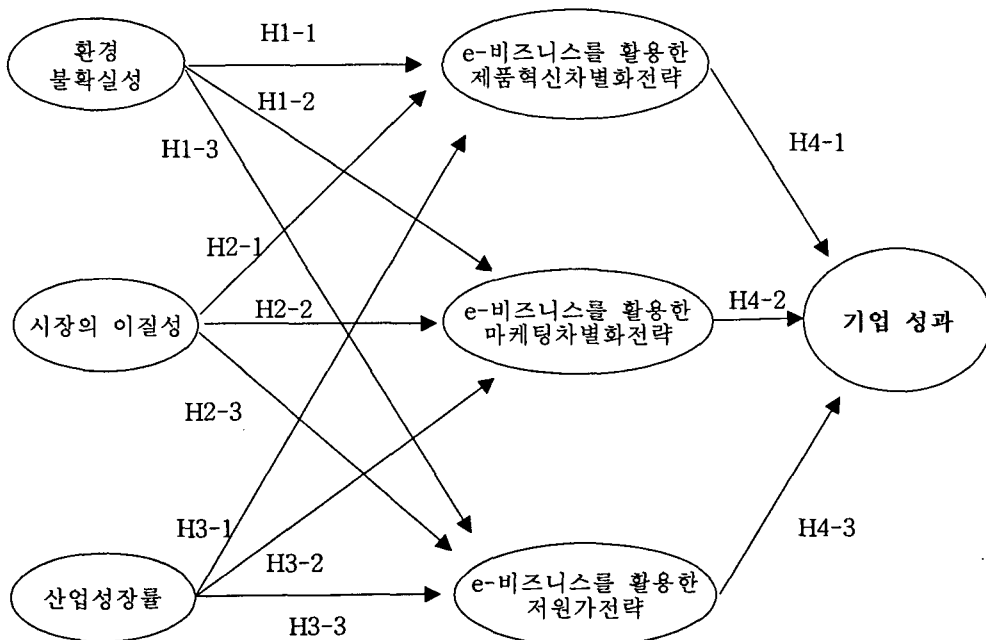 환경
불확실성
H1-1
e-비즈니스를 활용한
제품혁신차별화전략
H1-2
H1-3
H4-1
H2-1
시장의 이질성
H2-2
e-비즈니스를 활용한
마케팅차별화전략
H4-2
기업 성과
H2-3
H3-1
H3-2
H4-3
산업성장률
H3-3
e-비즈니스를 활용한
저원가전략